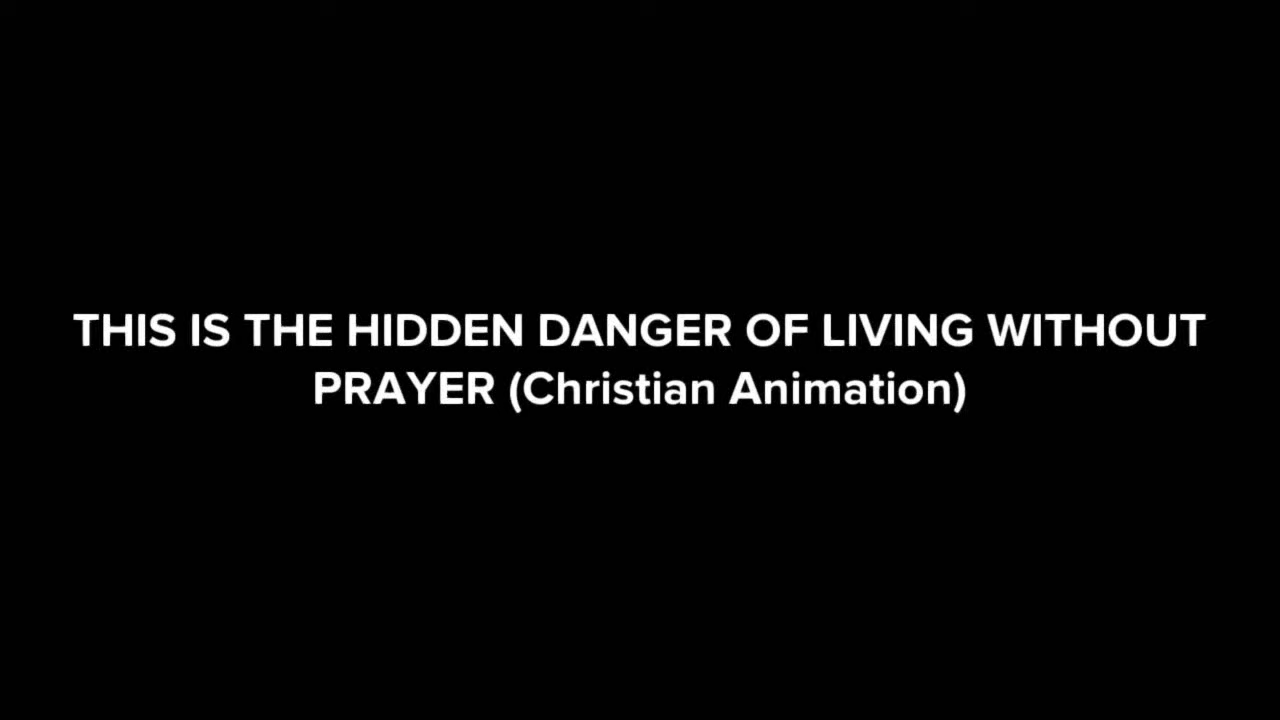 THIS IS THE HIDDEN DANGER OF LIVING WITHOUT
PRAYER (Christian Animation)